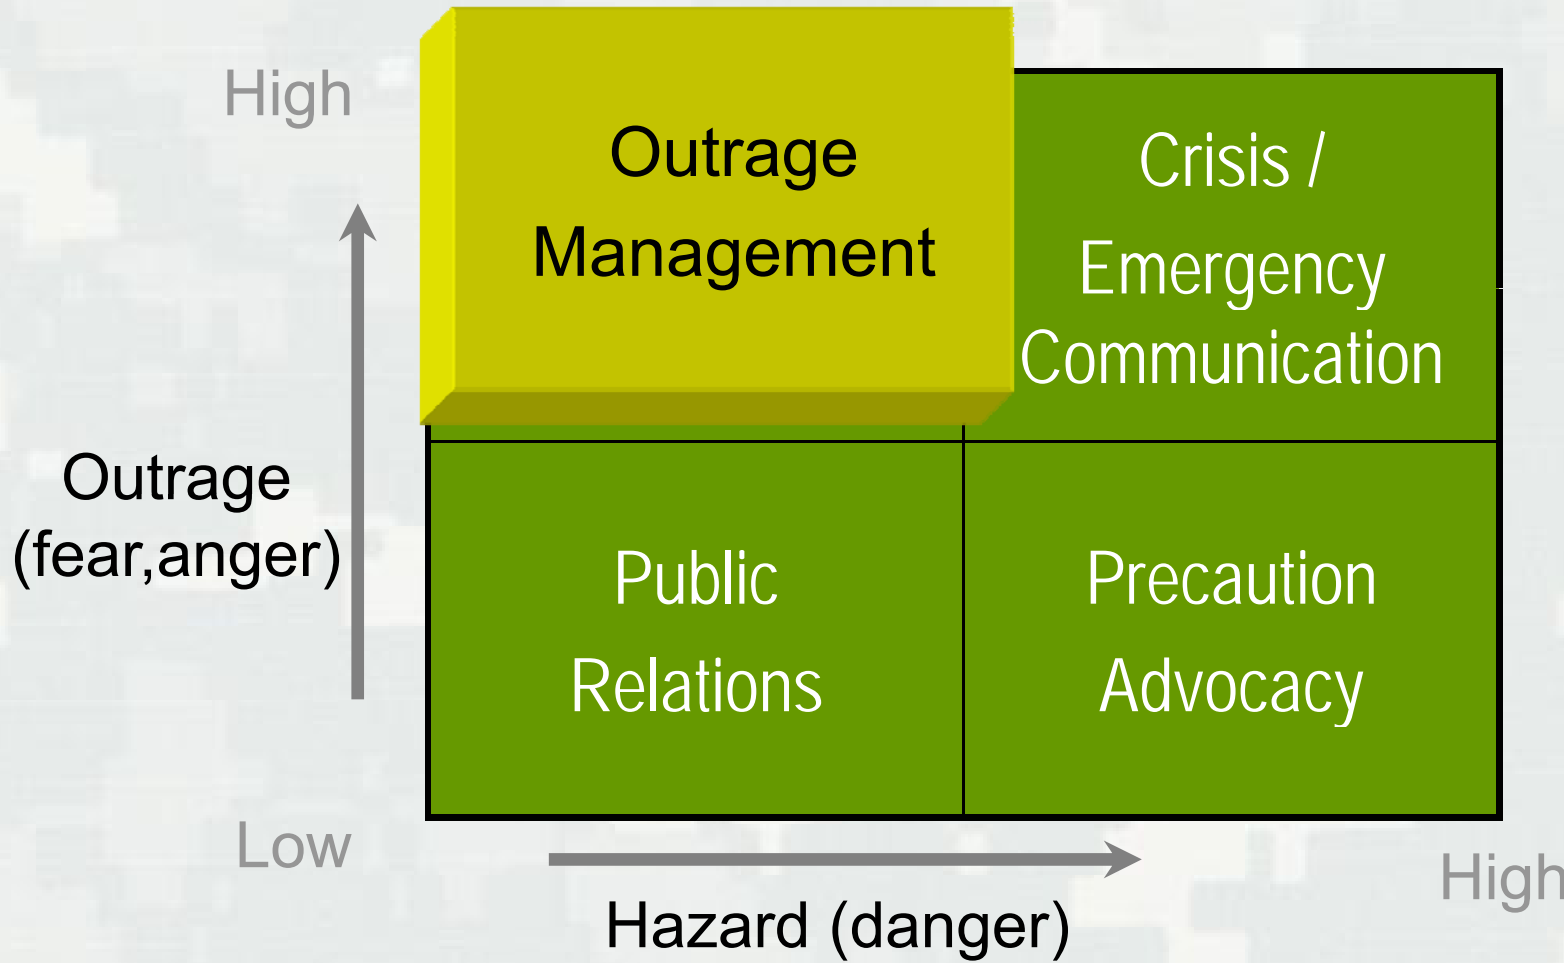 High
Outrage
Management
Crisis /
Emergency
Communication
Outrage
(fear,anger)
Public
Relations
Precaution
Advocacy
Low
High
Hazard (danger)